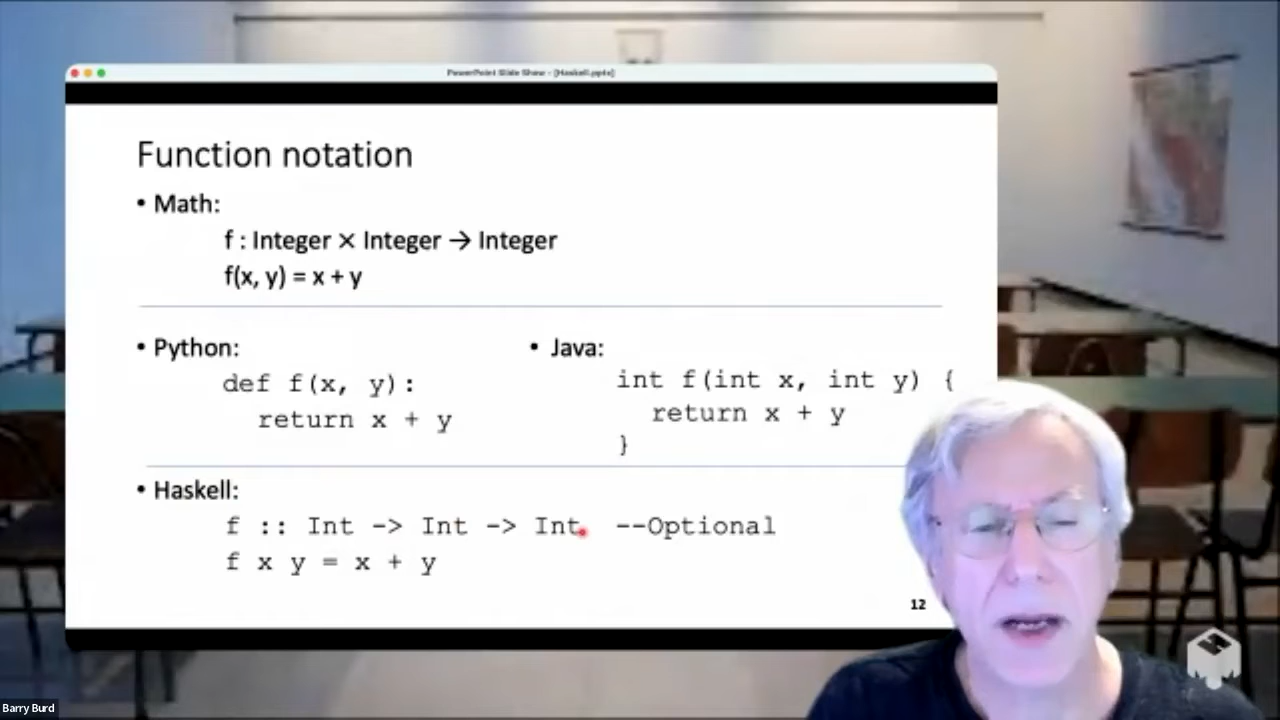 PowerPoint Slide Show - [Haskell.pptx]
Function notation
• Math:
f : Integer × Integer → Integer
f(x, y) = x + y
• Python:
def f(x, y):
return x + y
• Java:
int f(int x, int y) {
return x + y
}
• Haskell:
f :: Int -> Int -> Int --Optional
f x y = x + y
12
Barry Burd